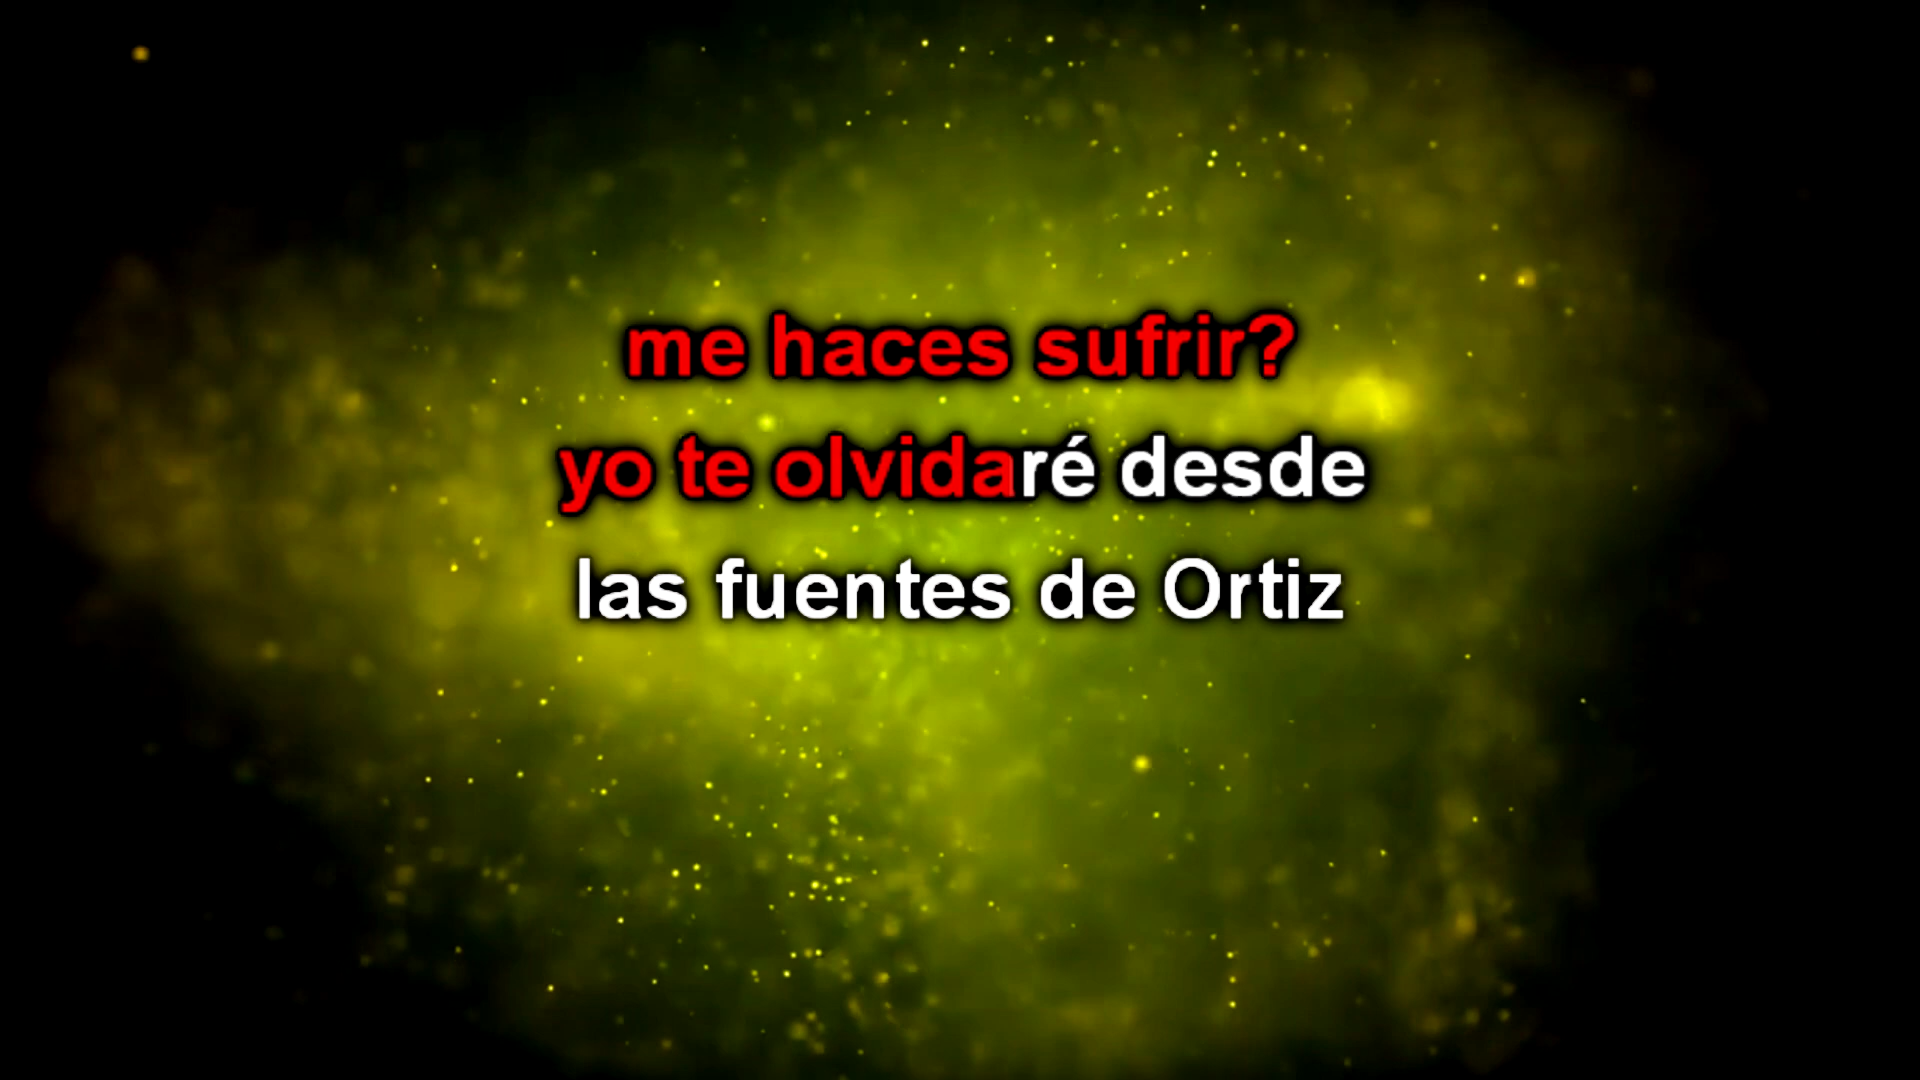 me haces sufrir?
yo te olvidaré desde
las fuentes de Ortiz